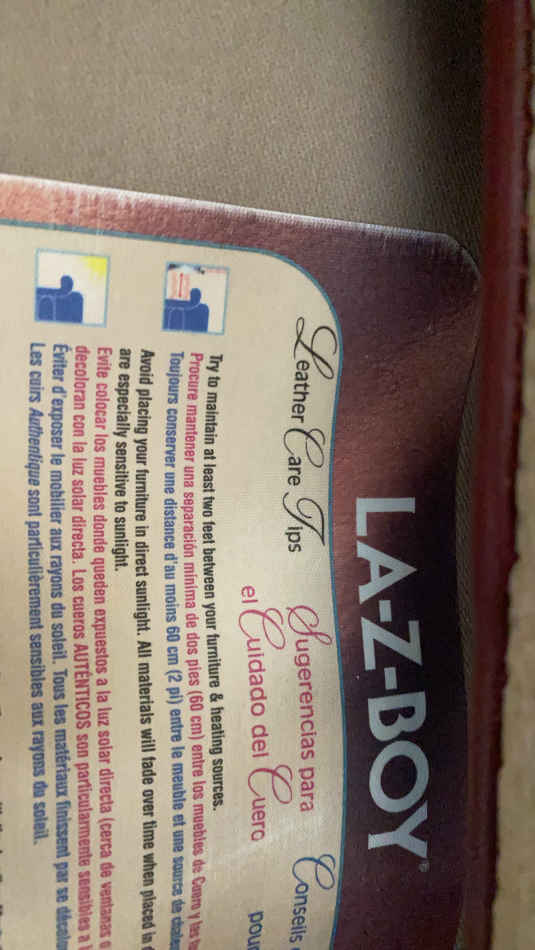 LA-Z-BOY®
Leather Care Tips
Sugerencias para
el Cuidado del Cuero
Conseils
pour
Try to maintain at least two feet between your furniture & heating sources.
Procure mantener una separación mínima de dos pies (60 cm) entre los muebles de Cuero y las
Toujours conserver une distance d'au moins 60 cm (2 pi) entre le meuble et une source de
Avoid placing your furniture in direct sunlight. All materials will fade over time when placed in
are especially sensitive to sunlight.
Evite colocar los muebles donde queden expuestos a la luz solar directa (cerca de ventanas o
decoloran con la luz solar directa. Los cueros AUTÉNTICOS son particularmente sensibles a
Éviter d'exposer le mobilier aux rayons du soleil. Tous les matériaux finissent par se
Les cuirs Authentique sont particulièrement sensibles aux rayons du soleil.